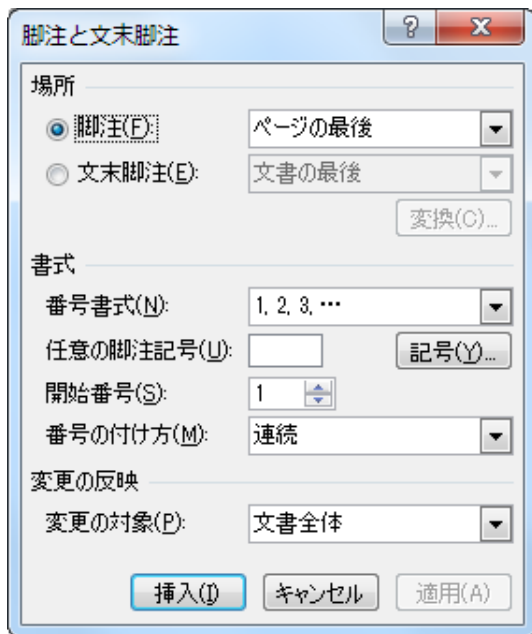 脚注と文末脚注
場所
脚注(F): ページの最後
文末脚注(E): 文書の最後
変換(C)...
書式
番号書式(N): 1, 2, 3, …
任意の脚注記号(U): 記号(Y)...
開始番号(S): 1
番号の付け方(M): 連続
変更の反映
変更の対象(P): 文書全体
挿入(I) キャンセル 適用(A)